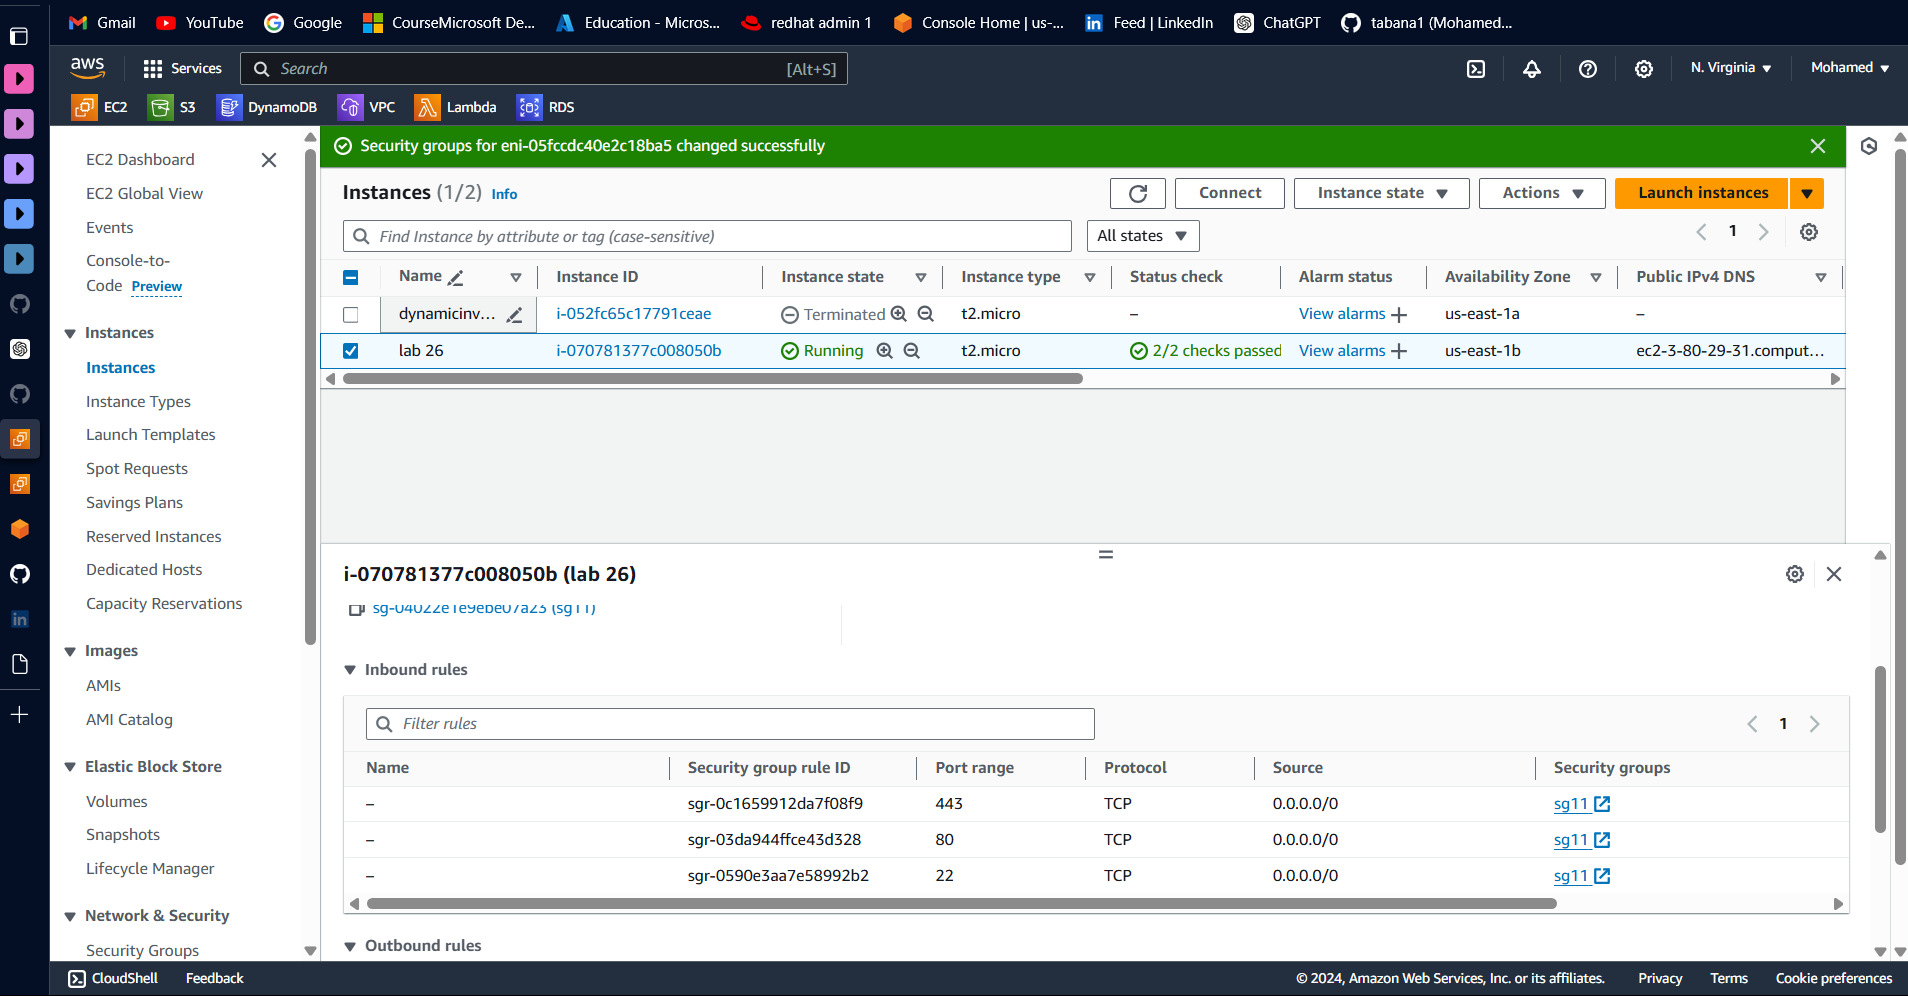 Gmail YouTube Google CourseMicrosoft De... Education - Micros... redhat admin 1 Console Home | us-... Feed | LinkedIn ChatGPT tabana1 (Mohamed...
aws Services Search [Alt+S] N. Virginia Mohamed
EC2 S3 DynamoDB VPC Lambda RDS
EC2 Dashboard
EC2 Global View
Events
Console-to-
Code Preview
Instances
Instances
Instance Types
Launch Templates
Spot Requests
Savings Plans
Reserved Instances
Dedicated Hosts
Capacity Reservations
Images
AMIs
AMI Catalog
Elastic Block Store
Volumes
Snapshots
Lifecycle Manager
Network & Security
Security Groups
Security groups for eni-05fccdc40e2c18ba5 changed successfully
Instances (1/2) Info Connect Instance state Actions Launch instances
Find Instance by attribute or tag (case-sensitive) All states 1
Name Instance ID Instance state Instance type Status check Alarm status Availability Zone Public IPv4 DNS
dynamicinv... i-052fc65c17791ceae Terminated t2.micro – View alarms us-east-1a –
lab 26 i-070781377c008050b Running t2.micro 2/2 checks passed View alarms us-east-1b ec2-3-80-29-31.comput...
i-070781377c008050b (lab 26)
sg-04022e1e9ebe07a23 (sg11)
Inbound rules
Filter rules 1
Name Security group rule ID Port range Protocol Source Security groups
– sgr-0c1659912da7f08f9 443 TCP 0.0.0.0/0 sg11
– sgr-03da944ffce43d328 80 TCP 0.0.0.0/0 sg11
– sgr-0590e3aa7e58992b2 22 TCP 0.0.0.0/0 sg11
Outbound rules
CloudShell Feedback © 2024, Amazon Web Services, Inc. or its affiliates. Privacy Terms Cookie preferences